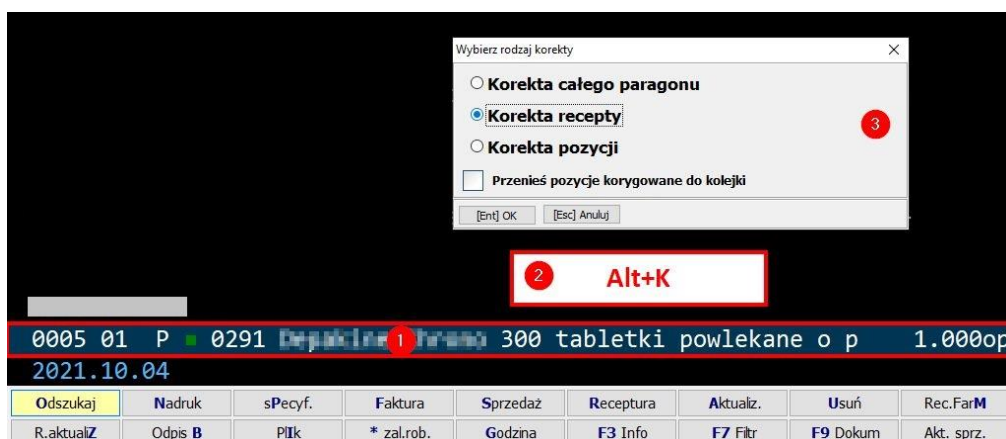 Wybierz rodzaj korekty
Korekta całego paragonu
Korekta recepty
3
Korekta pozycji
Przenieś pozycje korygowane do kolejki
[Ent] OK [Esc] Anuluj
2 Alt+K
0005 01 P 0291 1 300 tabletki powlekane o p 1.000op
2021.10.04
Odszukaj Nadruk sPecyf. Faktura Sprzedaż Receptura Aktualiz. Usuń Rec.FarM
R.aktualiZ Odpis B PlIk * zal.rob. Godzina F3 Info F7 Filtr F9 Dokum Akt. sprz.